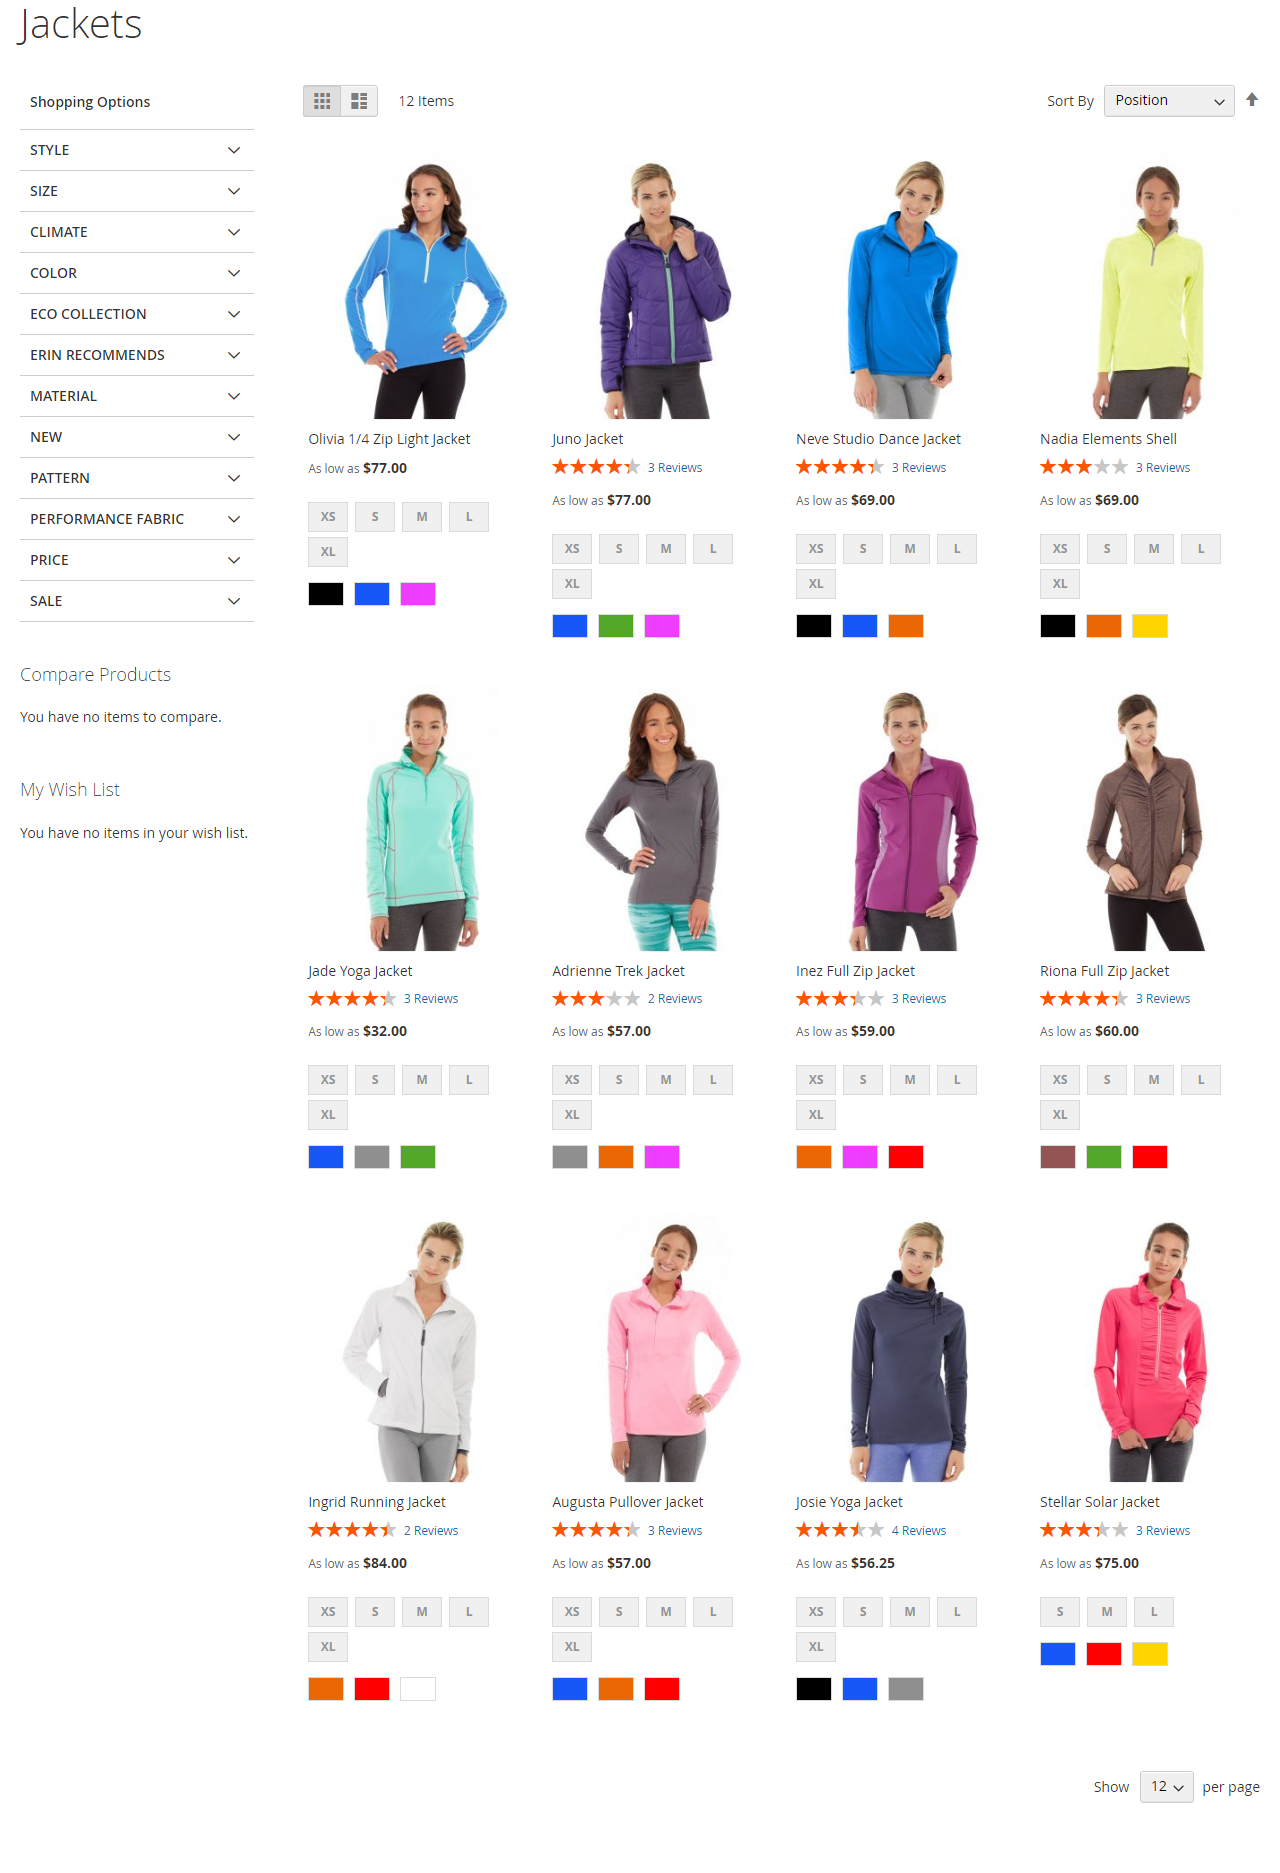 Jackets
Shopping Options
STYLE
SIZE
CLIMATE
COLOR
ECO COLLECTION
ERIN RECOMMENDS
MATERIAL
NEW
PATTERN
PERFORMANCE FABRIC
PRICE
SALE
Compare Products
You have no items to compare.
My Wish List
You have no items in your wish list.
12 Items
Sort By Position
Olivia 1/4 Zip Light Jacket
As low as $77.00
XS S M L
XL
Juno Jacket
3 Reviews
As low as $77.00
XS S M L
XL
Neve Studio Dance Jacket
3 Reviews
As low as $69.00
XS S M L
XL
Nadia Elements Shell
3 Reviews
As low as $69.00
XS S M L
XL
Jade Yoga Jacket
3 Reviews
As low as $32.00
XS S M L
XL
Adrienne Trek Jacket
2 Reviews
As low as $57.00
XS S M L
XL
Inez Full Zip Jacket
3 Reviews
As low as $59.00
XS S M L
XL
Riona Full Zip Jacket
3 Reviews
As low as $60.00
XS S M L
XL
Ingrid Running Jacket
2 Reviews
As low as $84.00
XS S M L
XL
Augusta Pullover Jacket
3 Reviews
As low as $57.00
XS S M L
XL
Josie Yoga Jacket
4 Reviews
As low as $56.25
XS S M L
XL
Stellar Solar Jacket
3 Reviews
As low as $75.00
S M L
Show 12 per page